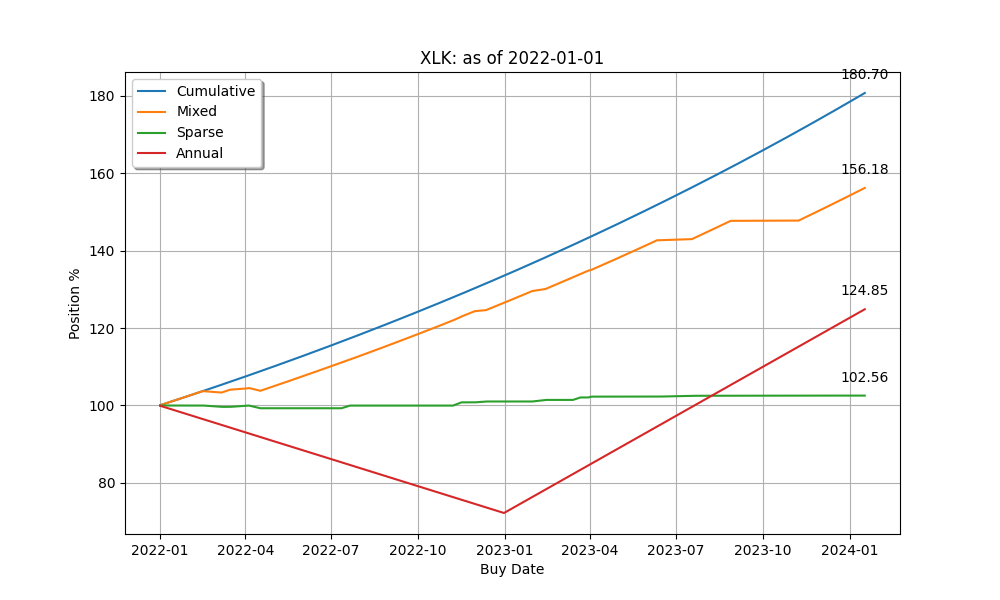 XLK: as of 2022-01-01
Cumulative
Mixed
Sparse
Annual
180.70
156.18
124.85
102.56
180
160
140
120
100
80
Position %
2022-01 2022-04 2022-07 2022-10 2023-01 2023-04 2023-07 2023-10 2024-01
Buy Date